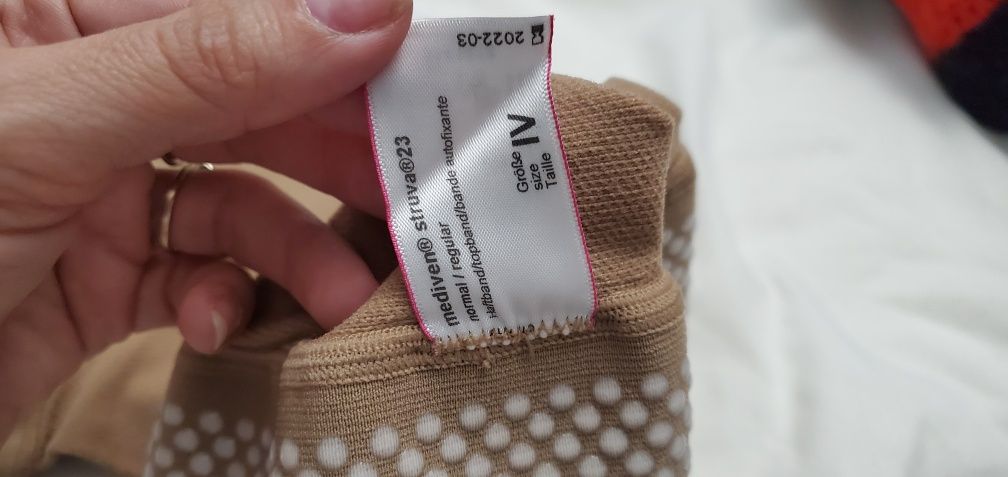 2022-03
mediven® struva®23
normal / regular
Haftband/topband/bande autofixante
Größe
size
Taille
IV